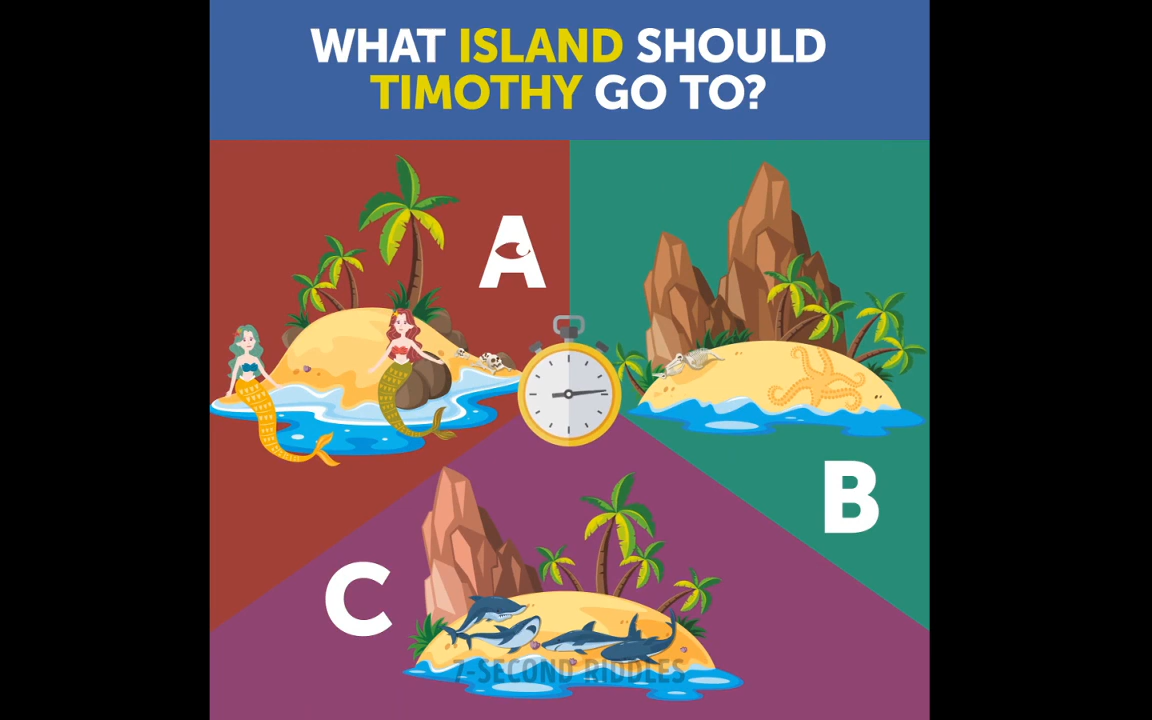 WHAT ISLAND SHOULD
TIMOTHY GO TO?
A
B
C
7-SECOND RIDDLES